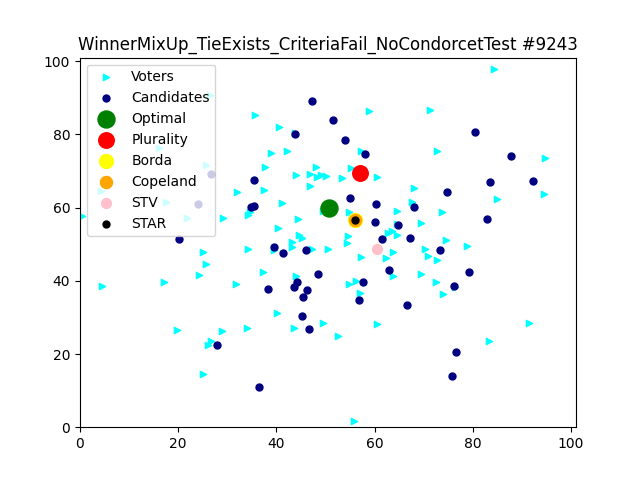 WinnerMixUp_TieExists_CriteriaFail_NoCondorcetTest #9243
100
80
60
40
20
0
Voters
Candidates
Optimal
Plurality
Borda
Copeland
STV
STAR
0 20 40 60 80 100